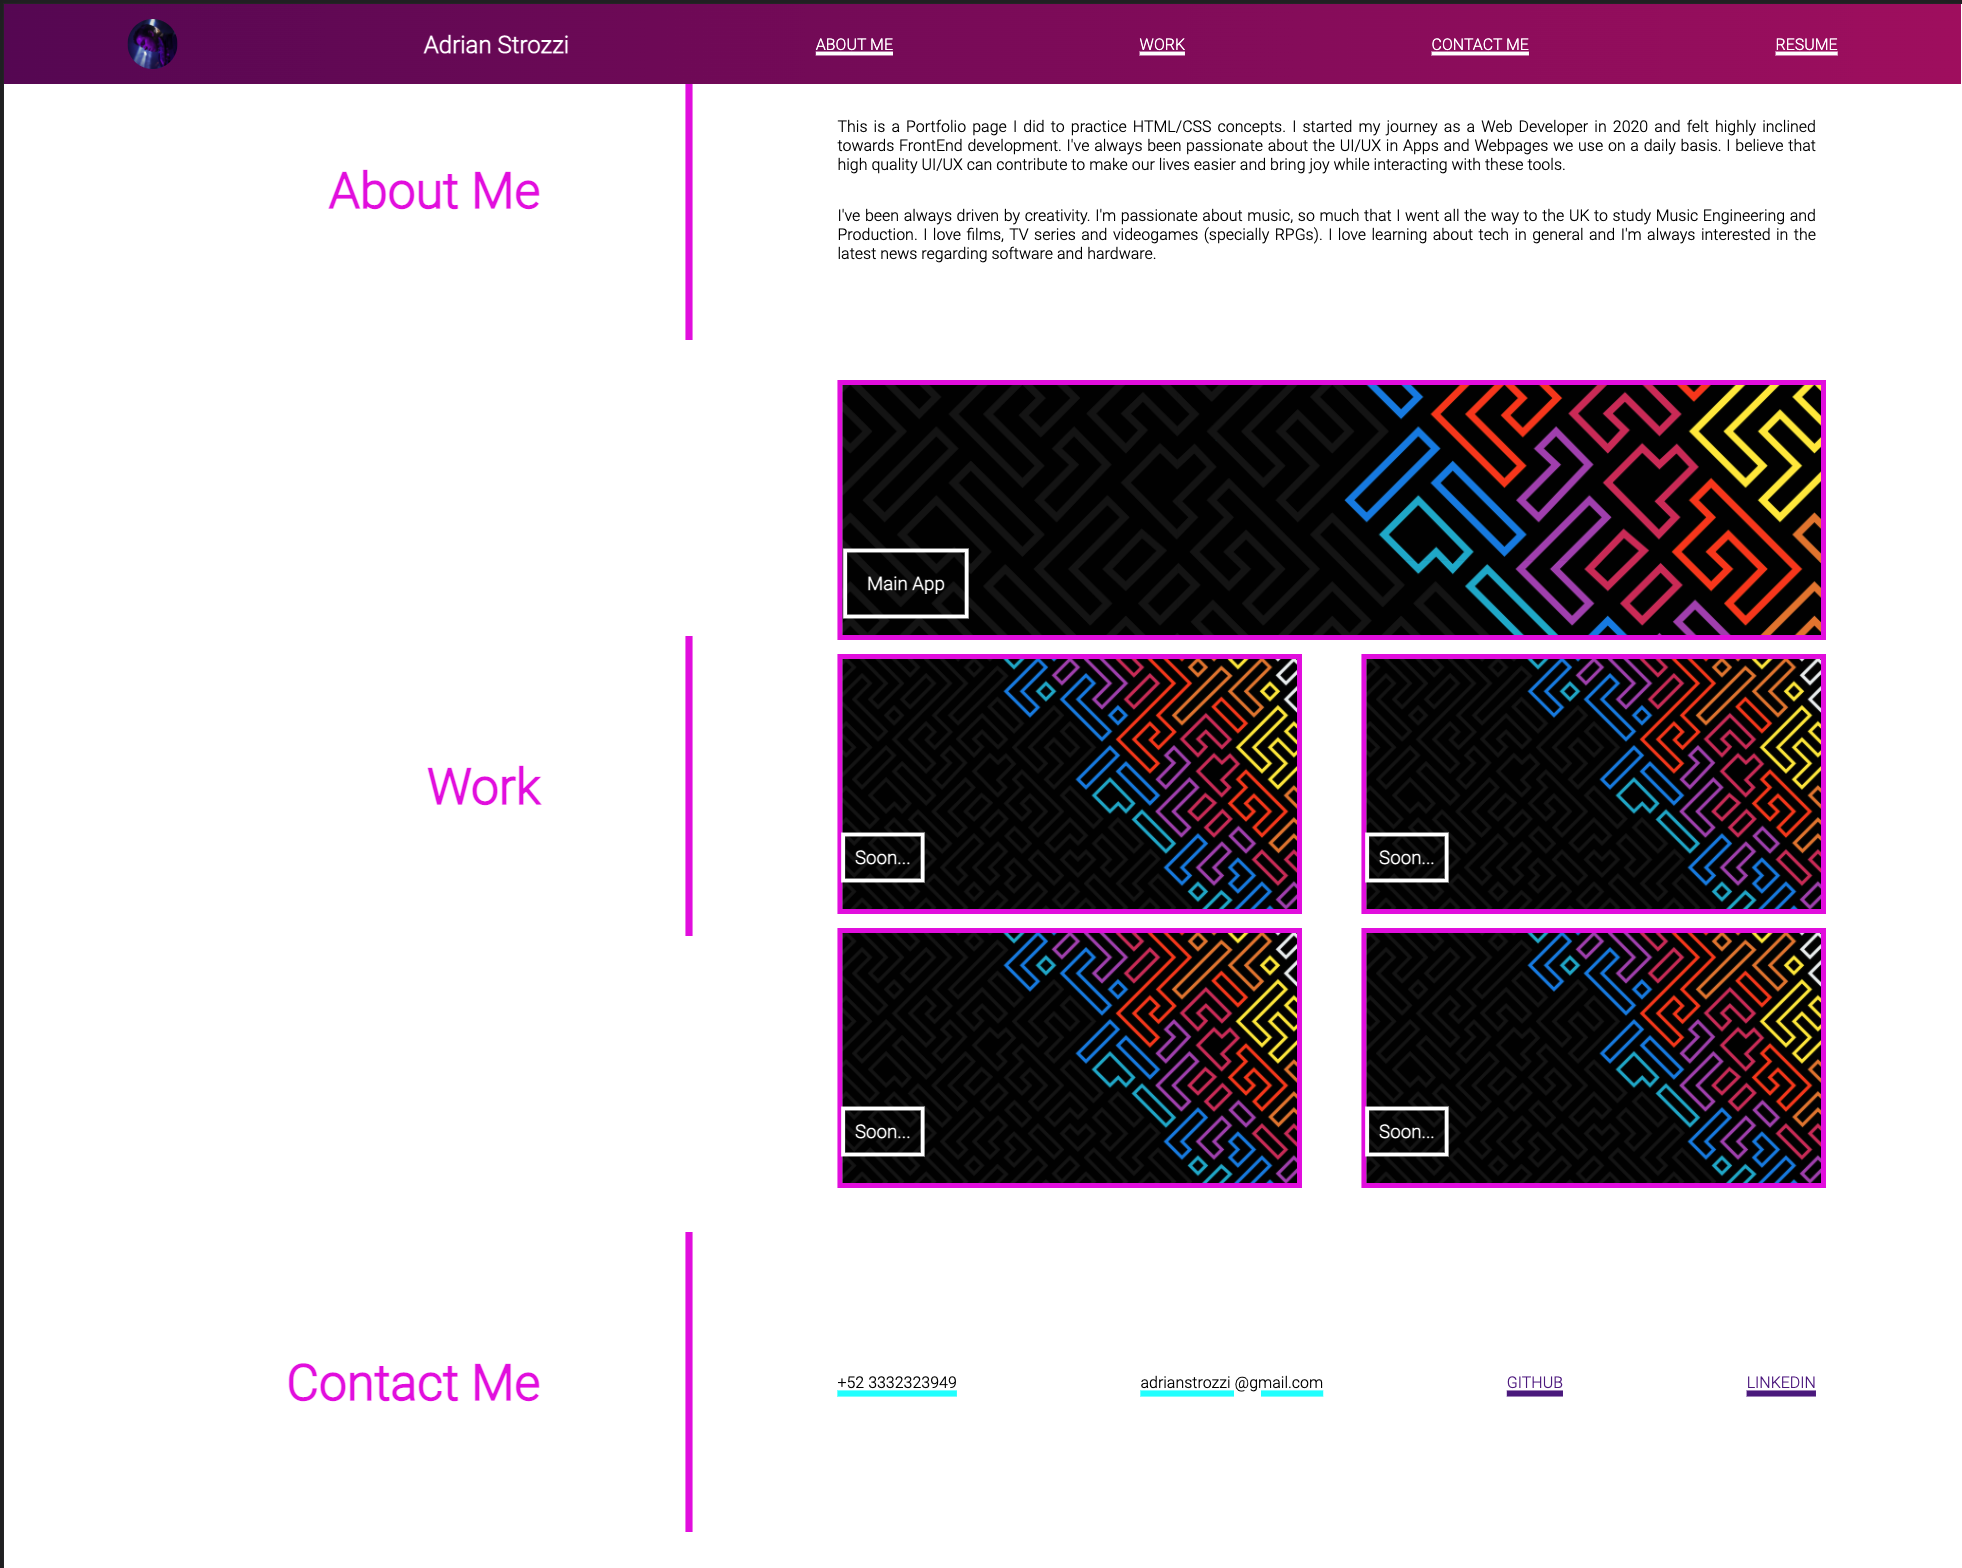 Adrian Strozzi
ABOUT ME
WORK
CONTACT ME
RESUME
About Me
This is a Portfolio page I did to practice HTML/CSS concepts. I started my journey as a Web Developer in 2020 and felt highly inclined
towards FrontEnd development. I've always been passionate about the UI/UX in Apps and Webpages we use on a daily basis. I believe that
high quality UI/UX can contribute to make our lives easier and bring joy while interacting with these tools.
I've been always driven by creativity. I'm passionate about music, so much that I went all the way to the UK to study Music Engineering and
Production. I love films, TV series and videogames (specially RPGs). I love learning about tech in general and I'm always interested in the
latest news regarding software and hardware.
Work
Main App
Soon...
Soon...
Soon...
Soon...
Contact Me
+52 3332323949
adrianstrozzi @gmail.com
GITHUB
LINKEDIN